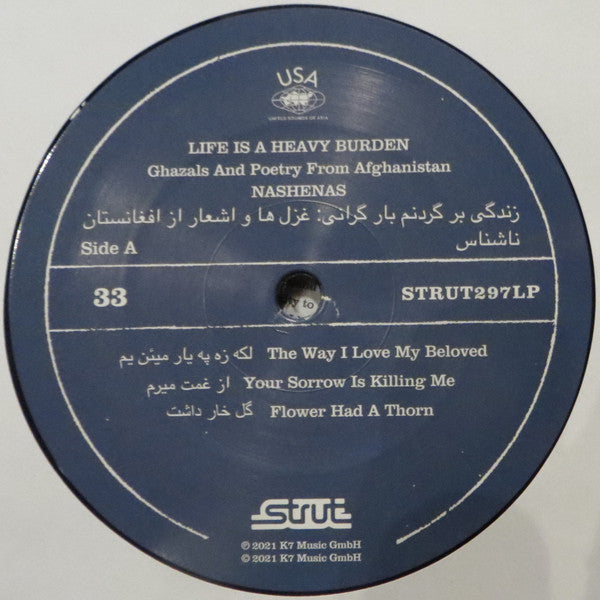 USA
UNITED SOUNDS OF ASIA
LIFE IS A HEAVY BURDEN
Ghazals And Poetry From Afghanistan
NASHENAS
زندگی بر گردنم بار گرانی: غزل ها و اشعار از افغانستان
ناشناس
Side A
33
STRUT297LP
The Way I Love My Beloved لکه زه په یار میئن یم
Your Sorrow Is Killing Me از غمت میرم
Flower Had A Thorn گل خار داشت
Strut
℗ 2021 K7 Music GmbH
© 2021 K7 Music GmbH